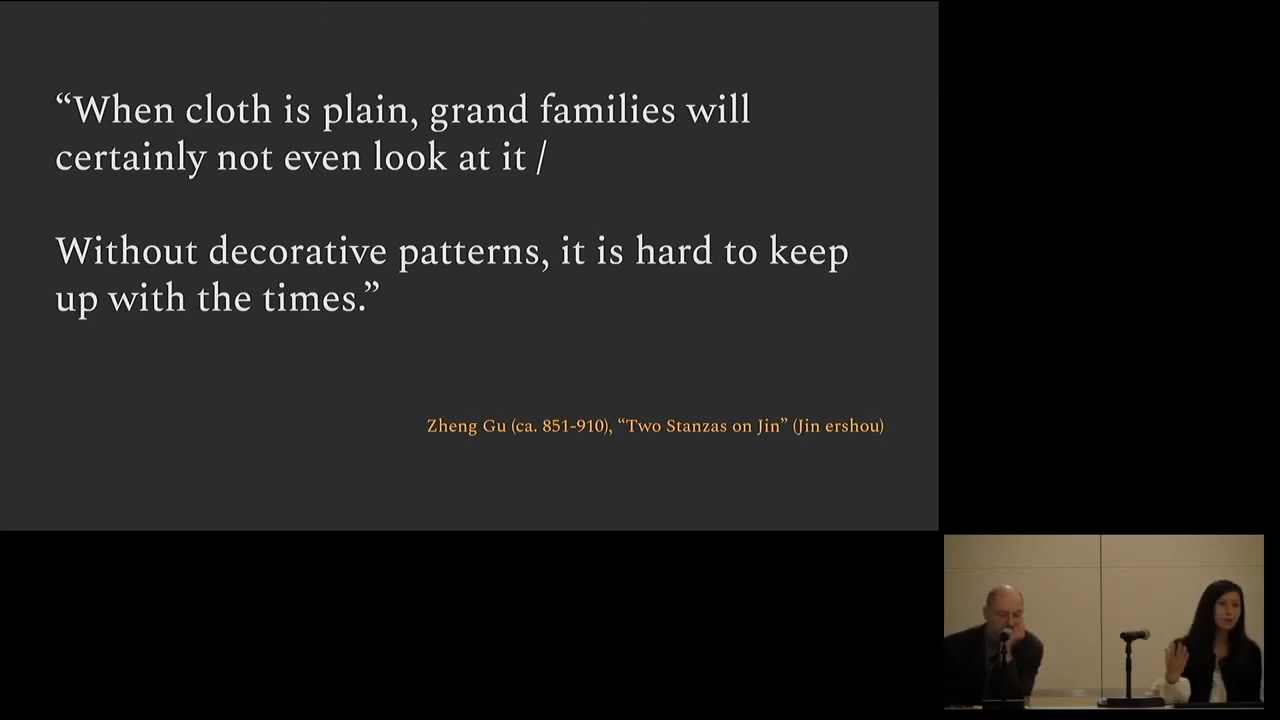 “When cloth is plain, grand families will
certainly not even look at it /
Without decorative patterns, it is hard to keep
up with the times.”
Zheng Gu (ca. 851-910), “Two Stanzas on Jin” (Jin ershou)